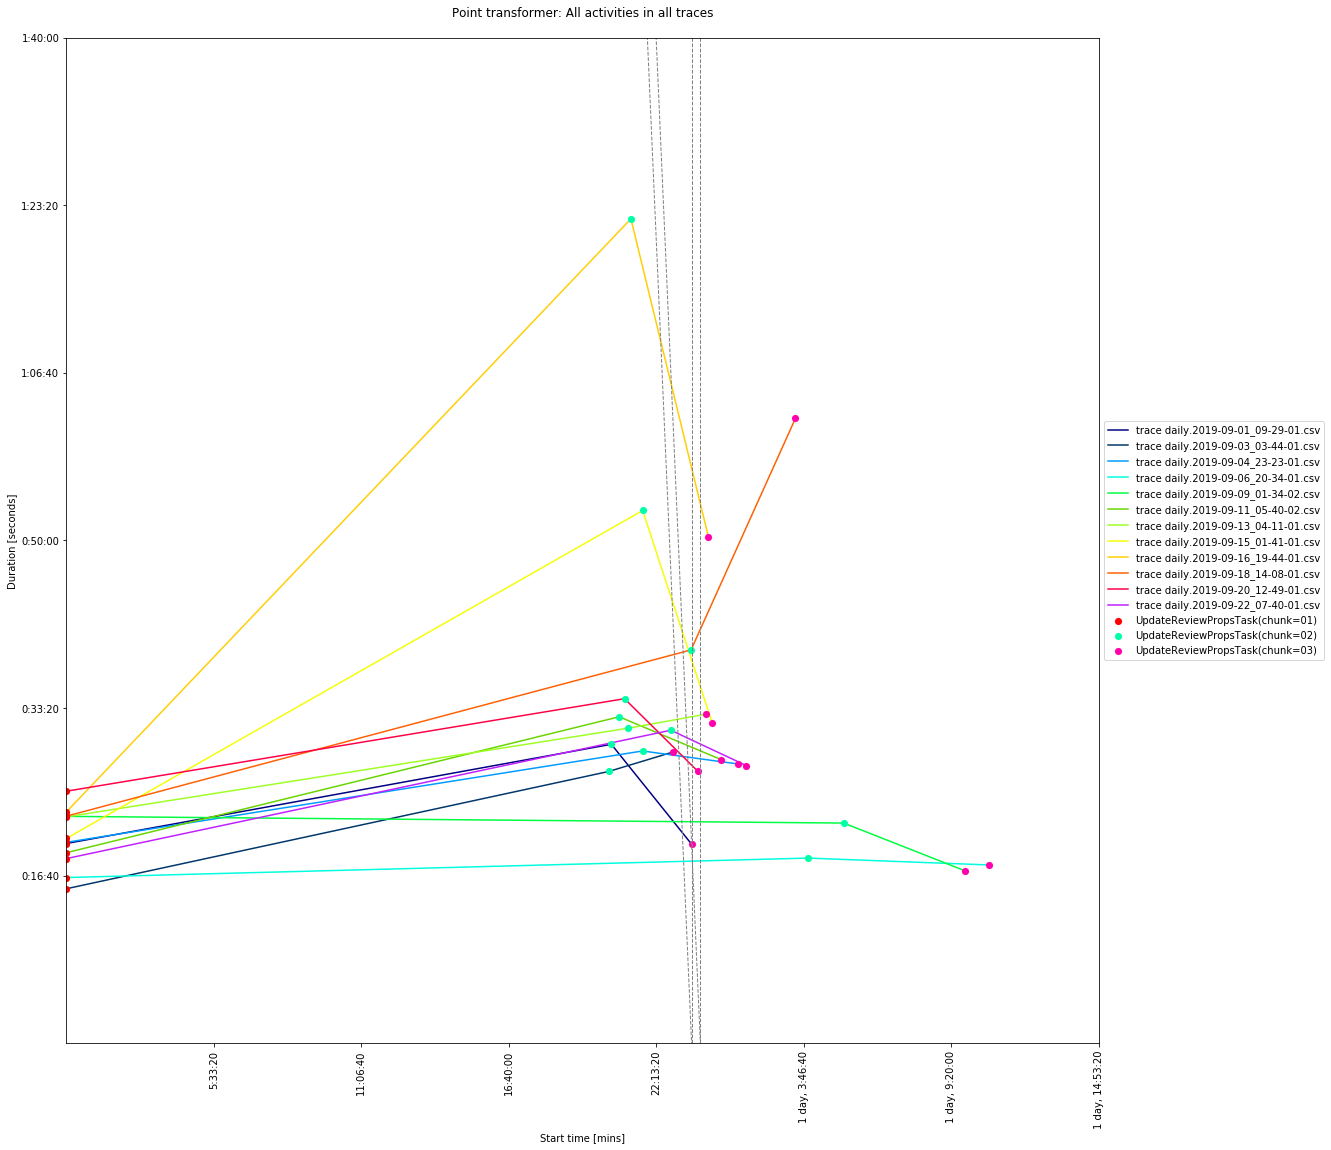 Point transformer: All activities in all traces
1:40:00
1:23:20
1:06:40
0:50:00
0:33:20
0:16:40
Duration [seconds]
5:33:20
11:06:40
16:40:00
22:13:20
1 day, 3:46:40
1 day, 9:20:00
1 day, 14:53:20
Start time [mins]
trace daily.2019-09-01_09-29-01.csv
trace daily.2019-09-03_03-44-01.csv
trace daily.2019-09-04_23-23-01.csv
trace daily.2019-09-06_20-34-01.csv
trace daily.2019-09-09_01-34-02.csv
trace daily.2019-09-11_05-40-02.csv
trace daily.2019-09-13_04-11-01.csv
trace daily.2019-09-15_01-41-01.csv
trace daily.2019-09-16_19-44-01.csv
trace daily.2019-09-18_14-08-01.csv
trace daily.2019-09-20_12-49-01.csv
trace daily.2019-09-22_07-40-01.csv
UpdateReviewPropsTask(chunk=01)
UpdateReviewPropsTask(chunk=02)
UpdateReviewPropsTask(chunk=03)